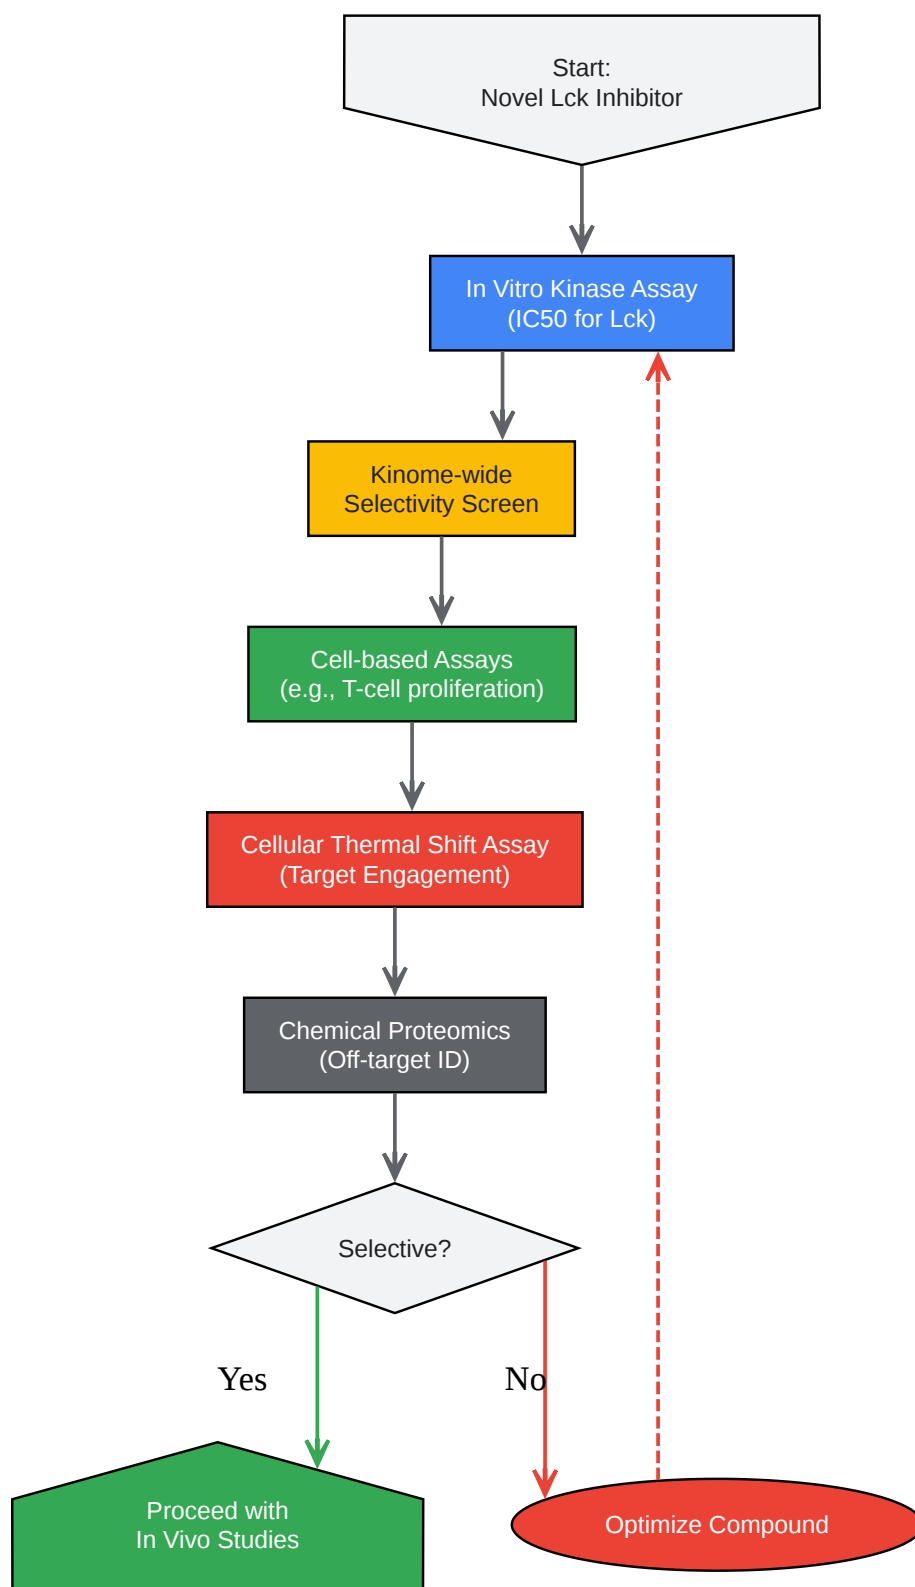 Start:
Novel Lck Inhibitor
In Vitro Kinase Assay
(IC50 for Lck)
Kinome-wide
Selectivity Screen
Cell-based Assays
(e.g., T-cell proliferation)
Cellular Thermal Shift Assay
(Target Engagement)
Chemical Proteomics
(Off-target ID)
Selective?
Yes
No
Proceed with
In Vivo Studies
Optimize Compound